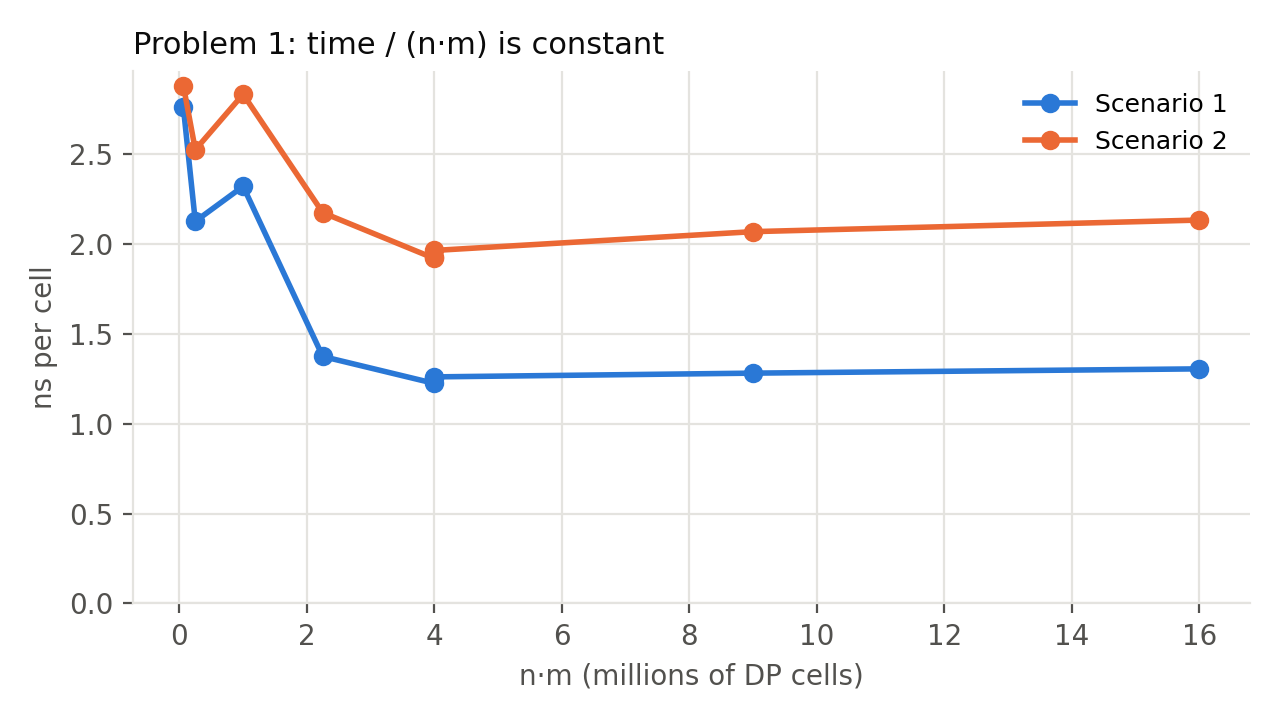 Problem 1: time / (n·m) is constant
Scenario 1
Scenario 2
ns per cell
2.5
2.0
1.5
1.0
0.5
0.0
0 2 4 6 8 10 12 14 16
n·m (millions of DP cells)